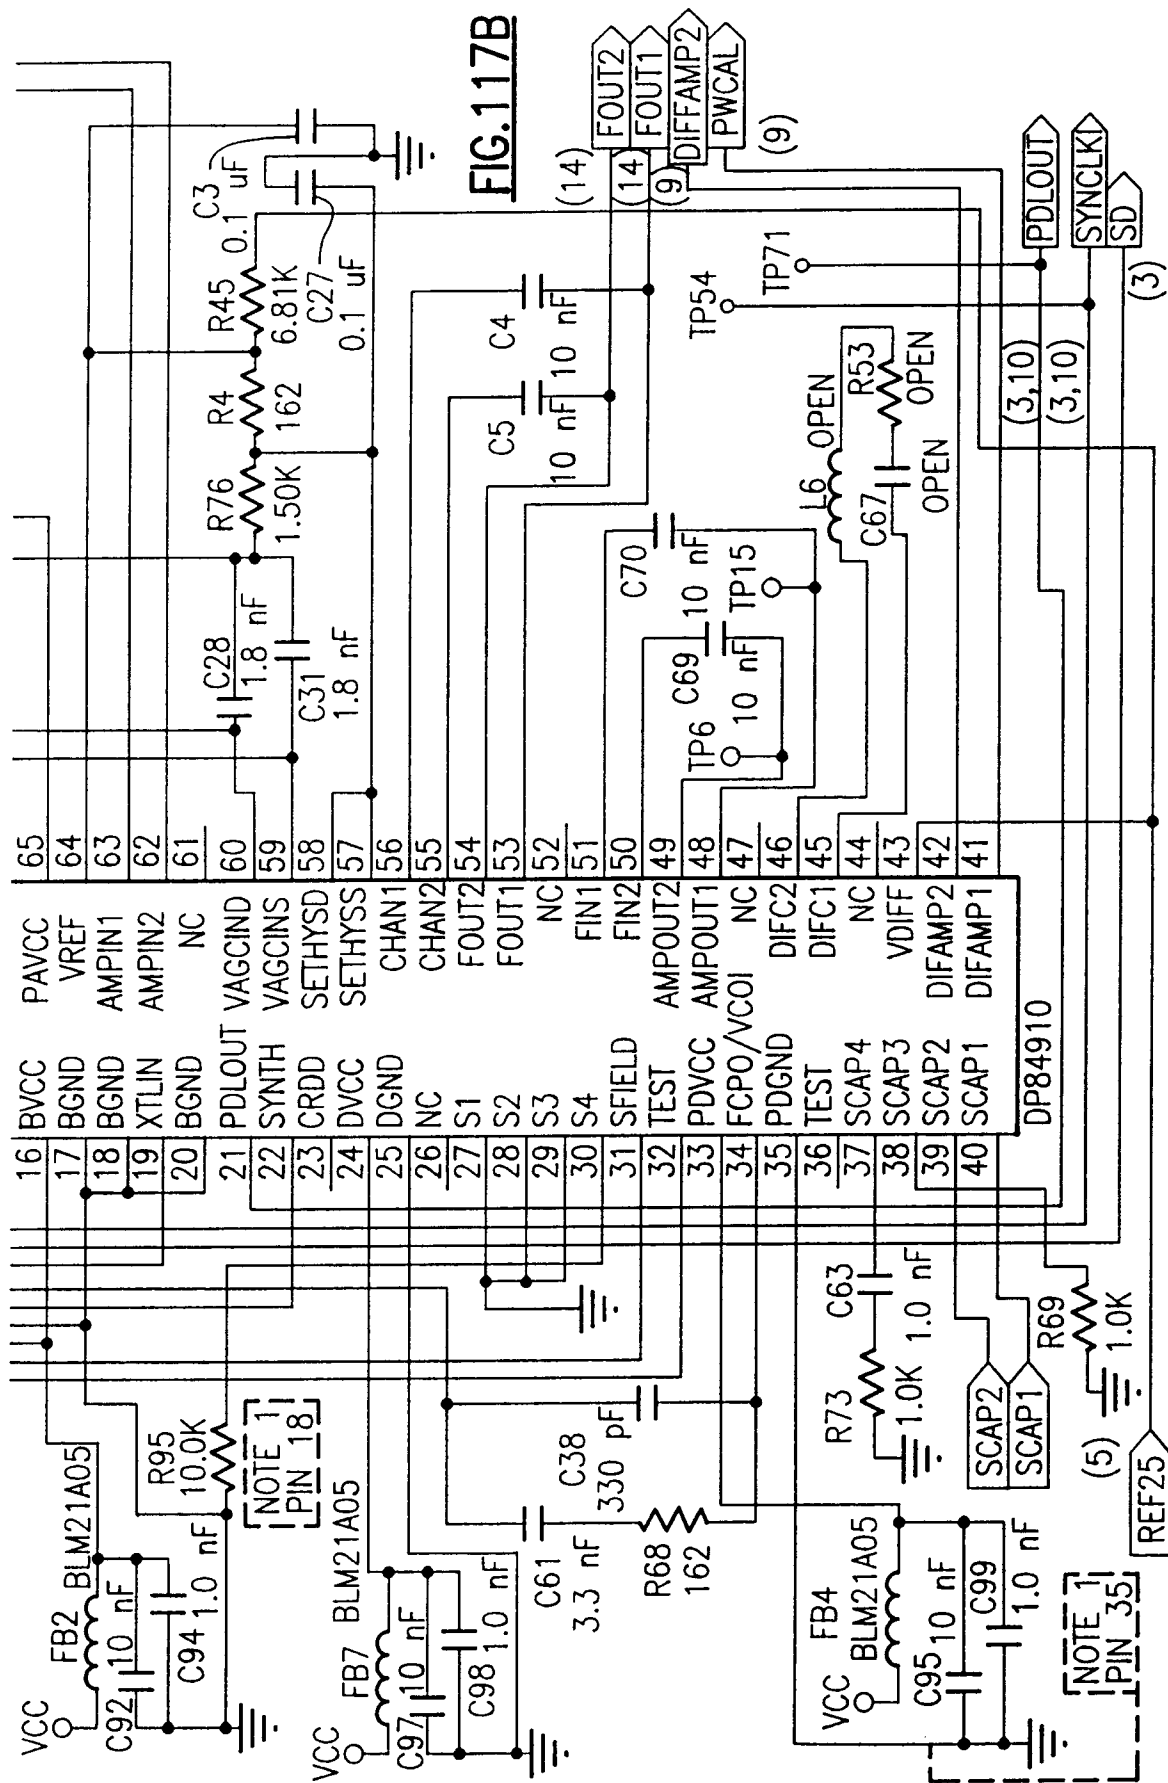 FIG.117B
65
64
63
62
61
60
59
58
57
56
55
54
53
52
51
50
49
48
47
46
45
44
43
42
41
PAVCC
VREF
AMPIN1
AMPIN2
NC
VAGCIND
VAGCINS
SETHYSD
SETHYSS
CHAN1
CHAN2
FOUT2
FOUT1
NC
FIN1
FIN2
AMPOUT2
AMPOUT1
NC
DIFC2
DIFC1
NC
VDIFF
DIFAMP2
DIFAMP1
BVCC
BGND
BGND
XTLIN
BGND
PDLOUT
SYNTH
CRDD
DVCC
DGND
NC
S1
S2
S3
S4
SFIELD
TEST
PDVCC
FCPO/VCOI
PDGND
TEST
SCAP4
SCAP3
SCAP2
SCAP1
DP84910
16
17
18
19
20
21
22
23
24
25
26
27
28
29
30
31
32
33
34
35
36
37
38
39
40
C3
0.1 uF
C27
0.1 uF
R45
6.81K
R4
162
R76
1.50K
C28
1.8 nF
C31
1.8 nF
C4
10 nF
C5
10 nF
C70
10 nF
TP15
C69
10 nF
TP6
L6 OPEN
R53
OPEN
C67
OPEN
TP54
TP71
(14)
FOUT2
(14)
FOUT1
(9)
DIFFAMP2
PWCAL
(9)
PDLOUT
(3,10)
SYNCLKI
(3,10)
SD
(3)
VCC
FB2
BLM21A05
C92
10 nF
C94
1.0 nF
R95
10.0K
NOTE 1
PIN 18
VCC
FB7
BLM21A05
C97
10 nF
C98
1.0 nF
C61
3.3 nF
C38
330 pF
R68
162
VCC
FB4
BLM21A05
C95
10 nF
C99
1.0 nF
NOTE 1
PIN 35
R73
1.0K
C63
1.0 nF
SCAP2
SCAP1
R69
1.0K
(5)
REF25